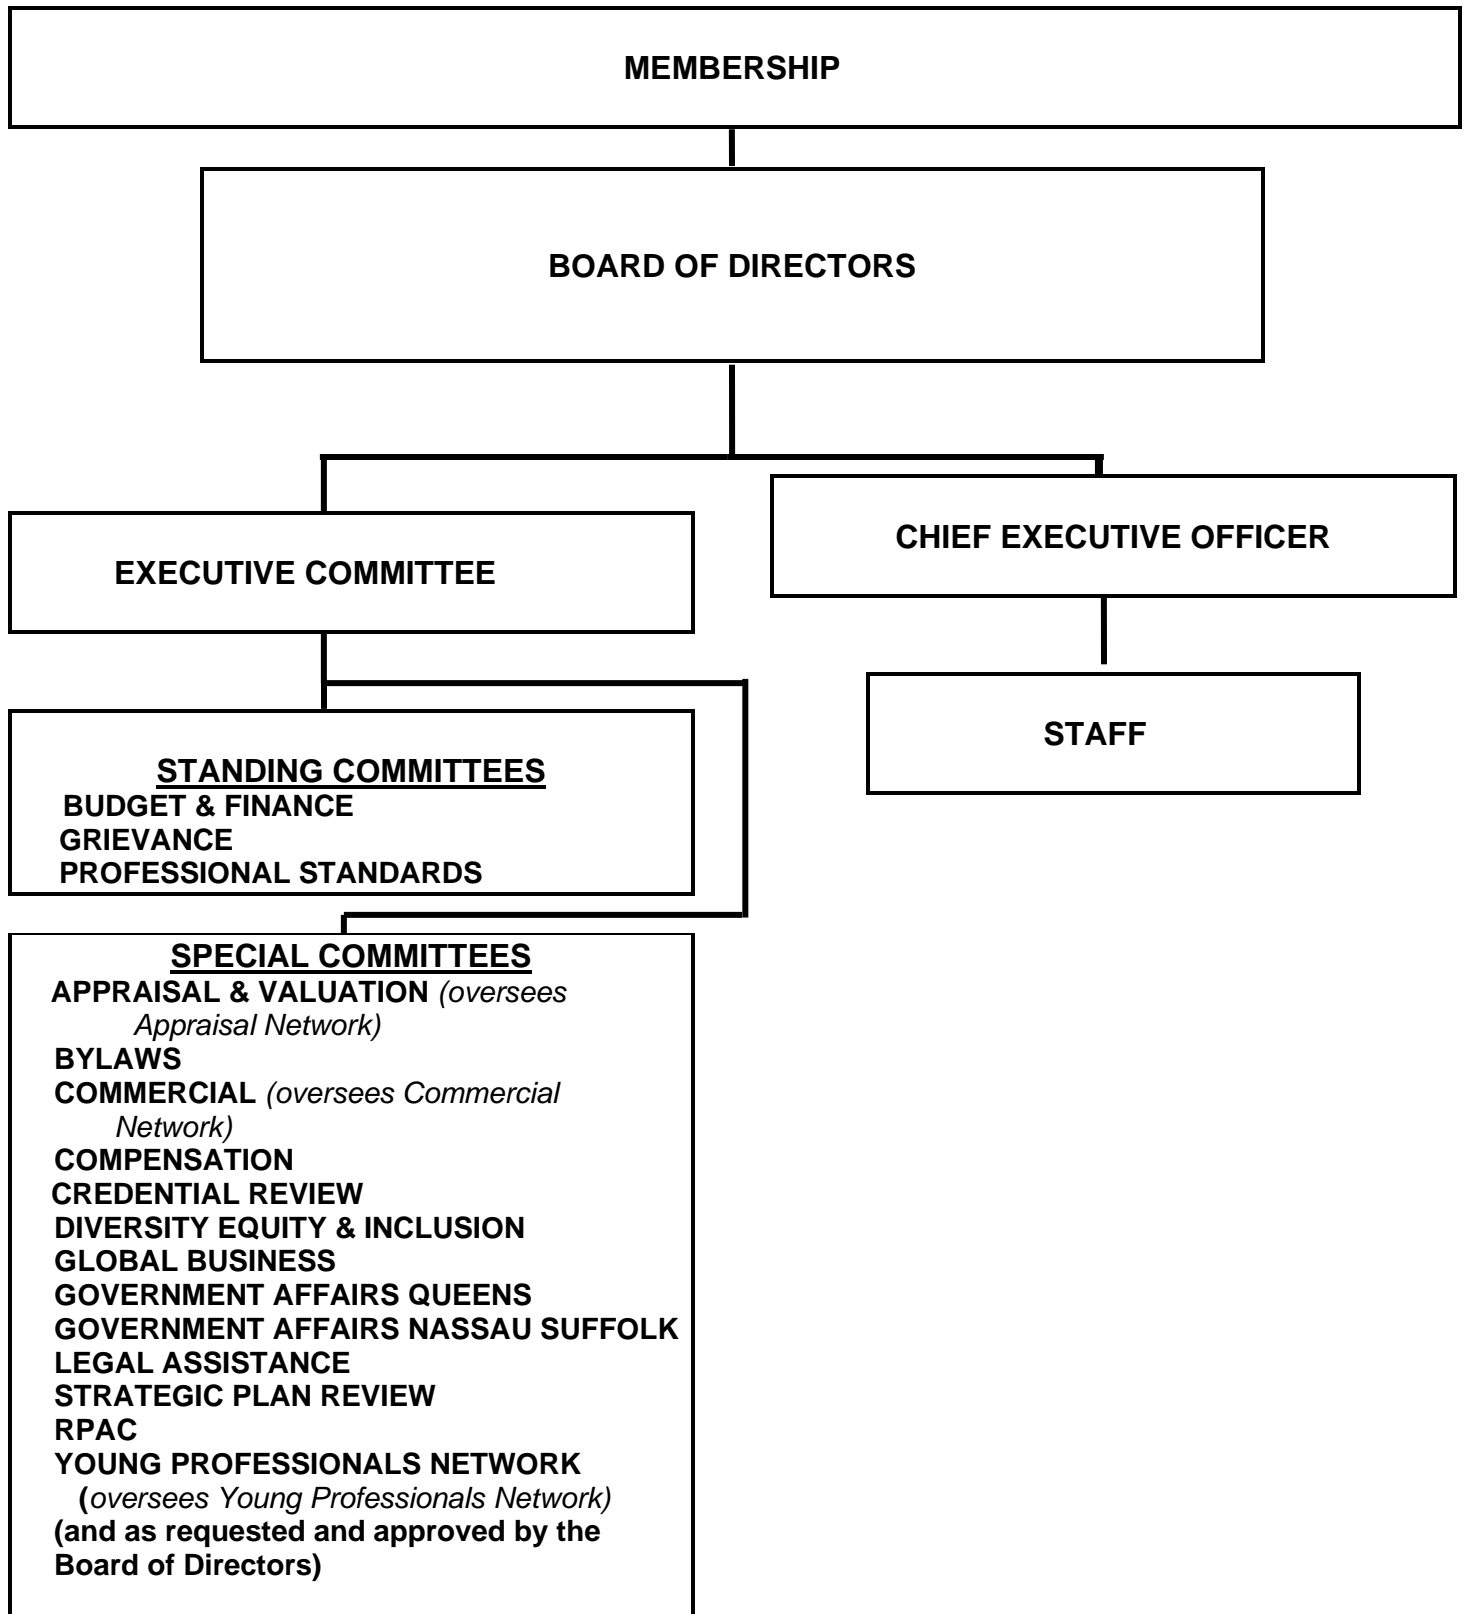 MEMBERSHIP
BOARD OF DIRECTORS
EXECUTIVE COMMITTEE
CHIEF EXECUTIVE OFFICER
STAFF
STANDING COMMITTEES
BUDGET & FINANCE
GRIEVANCE
PROFESSIONAL STANDARDS
SPECIAL COMMITTEES
APPRAISAL & VALUATION (oversees
Appraisal Network)
BYLAWS
COMMERCIAL (oversees Commercial
Network)
COMPENSATION
CREDENTIAL REVIEW
DIVERSITY EQUITY & INCLUSION
GLOBAL BUSINESS
GOVERNMENT AFFAIRS QUEENS
GOVERNMENT AFFAIRS NASSAU SUFFOLK
LEGAL ASSISTANCE
STRATEGIC PLAN REVIEW
RPAC
YOUNG PROFESSIONALS NETWORK
(oversees Young Professionals Network)
(and as requested and approved by the
Board of Directors)